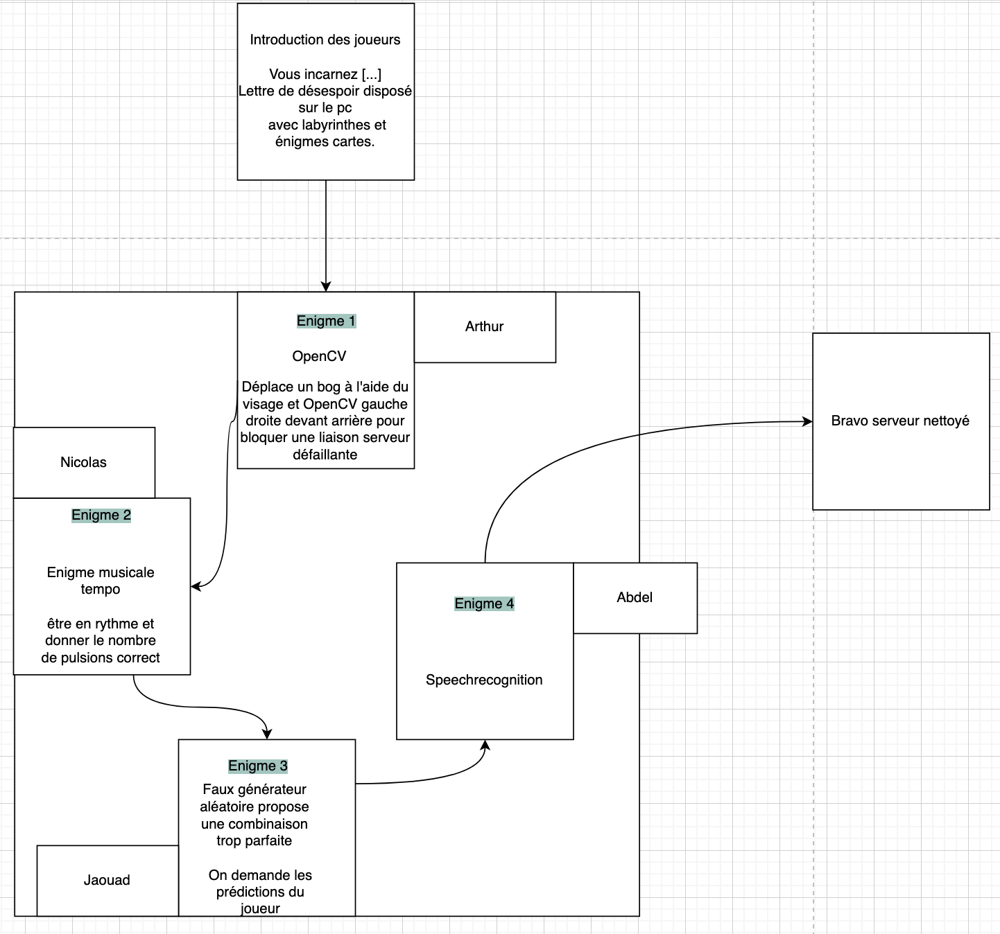 Introduction des joueurs
Vous incarnez [...]
Lettre de désespoir disposé
sur le pc
avec labyrinthes et
énigmes cartes.
Enigme 1
OpenCV
Déplace un bog à l'aide du
visage et OpenCV gauche
droite devant arrière pour
bloquer une liaison serveur
défaillante
Arthur
Nicolas
Enigme 2
Enigme musicale
tempo
être en rythme et
donner le nombre
de pulsions correct
Jaouad
Enigme 3
Faux générateur
aléatoire propose
une combinaison
trop parfaite
On demande les
prédictions du
joueur
Enigme 4
Speechrecognition
Abdel
Bravo serveur nettoyé